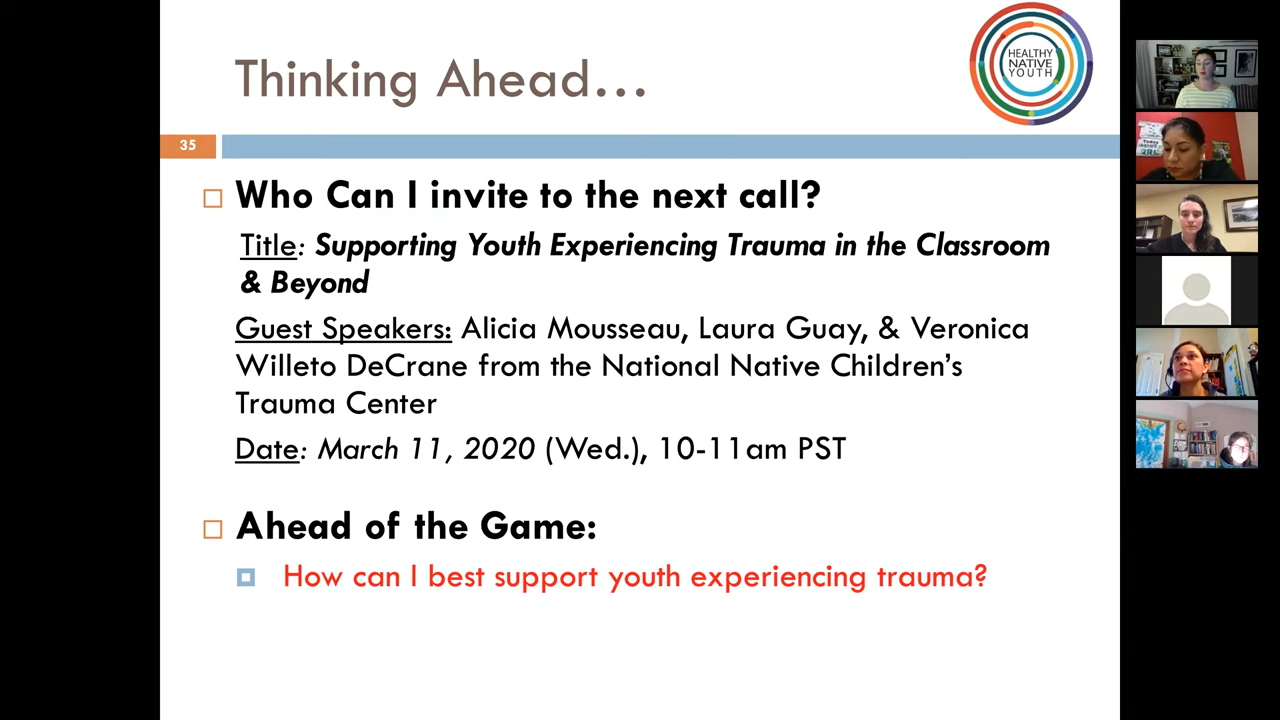 Thinking Ahead…
HEALTHY
NATIVE
YOUTH
35
Who Can I invite to the next call?
Title: Supporting Youth Experiencing Trauma in the Classroom
& Beyond
Guest Speakers: Alicia Mousseau, Laura Guay, & Veronica
Willeto DeCrane from the National Native Children’s
Trauma Center
Date: March 11, 2020 (Wed.), 10-11am PST
Ahead of the Game:
How can I best support youth experiencing trauma?